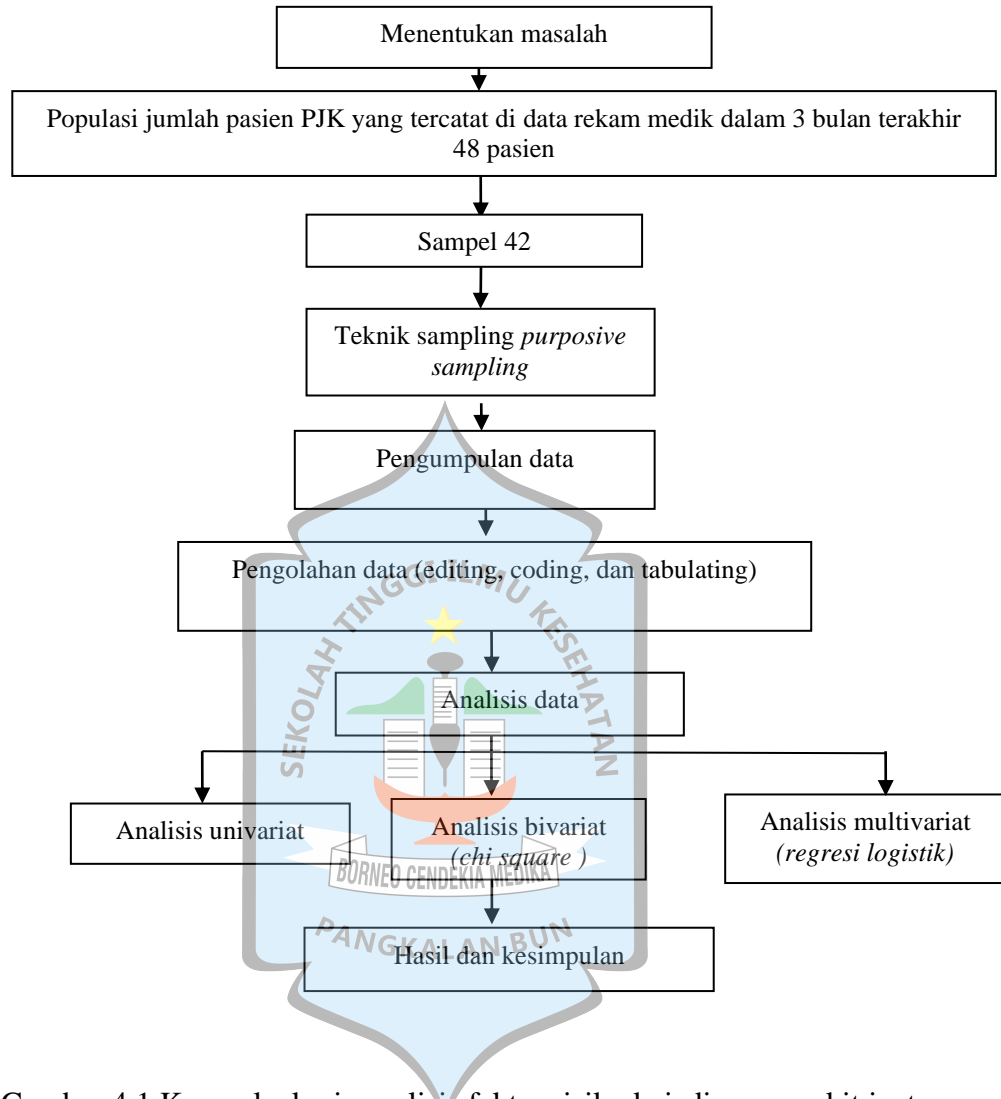 Menentukan masalah
Populasi jumlah pasien PJK yang tercatat di data rekam medik dalam 3 bulan terakhir
48 pasien
Sampel 42
Teknik sampling purposive
sampling
Pengumpulan data
Pengolahan data (editing, coding, dan tabulating)
SEKOLAH TINGGI ILMU KESEHATAN
Analisis data
Analisis univariat
Analisis bivariat
(chi square )
Analisis multivariat
(regresi logistik)
BORNEO CENDEKIA MEDIKA
PANGKALAN BUN
Hasil dan kesimpulan